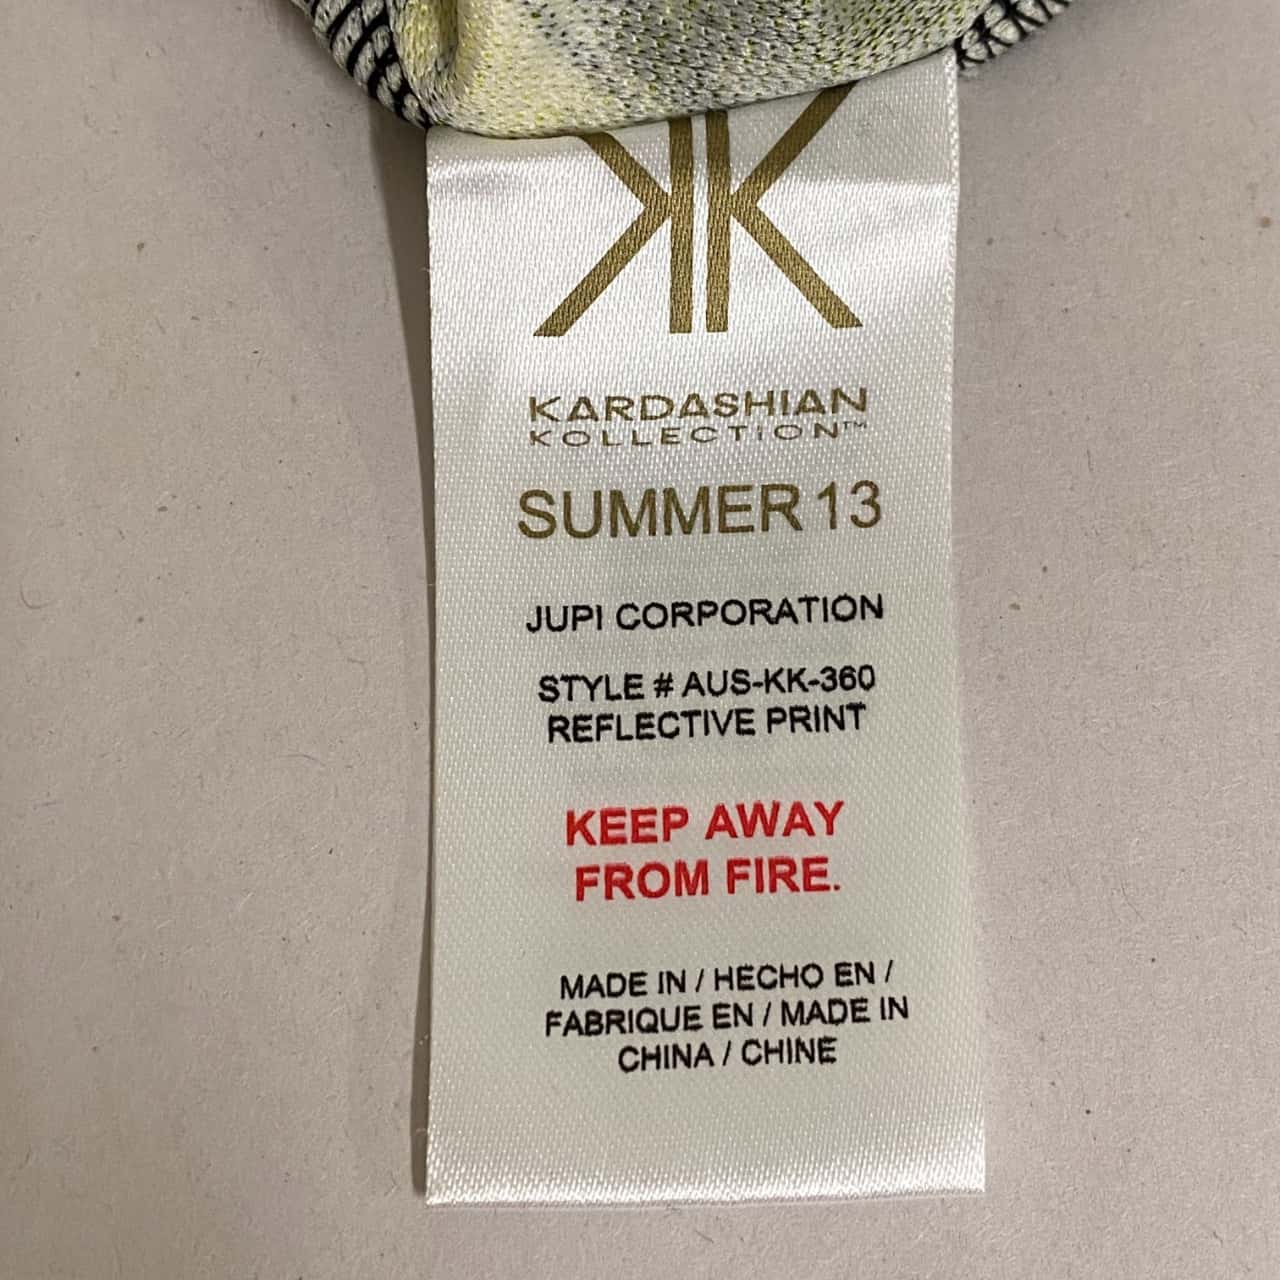 KK
KARDASHIAN
KOLLECTION™
SUMMER 13
JUPI CORPORATION
STYLE # AUS-KK-360
REFLECTIVE PRINT
KEEP AWAY
FROM FIRE.
MADE IN / HECHO EN /
FABRIQUE EN / MADE IN
CHINA / CHINE